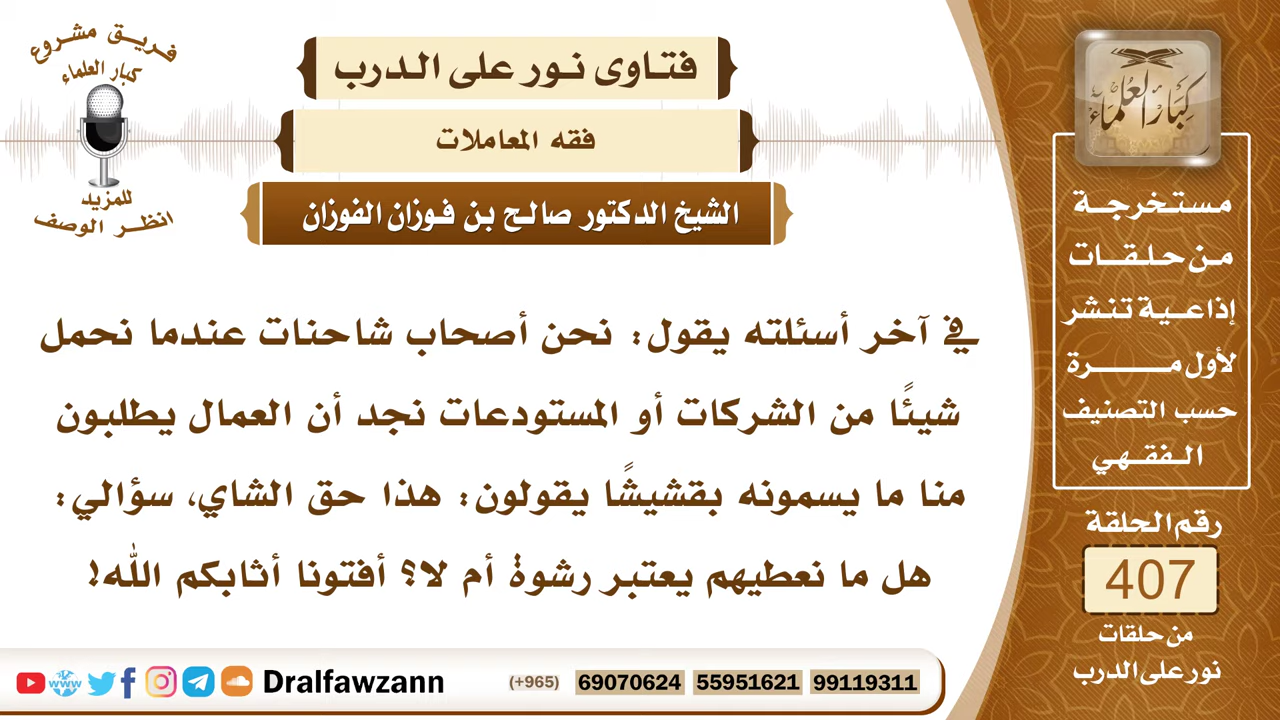 فريق مشروع
كبار العلماء
للمزيد
انظر الوصف
فتاوى نور على الدرب
فقه المعاملات
الشيخ الدكتور صالح بن فوزان الفوزان
في آخر أسئلته يقول: نحن أصحاب شاحنات عندما نحمل
شيئًا من الشركات أو المستودعات نجد أن العمال يطلبون
منا ما يسمونه بقشيشًا يقولون: هذا حق الشاي، سؤالي:
هل ما نعطيهم يعتبر رشوة أم لا؟ أفتونا أثابكم الله!
كبار العلماء
مستخرجة
من حلقات
إذاعية تنشر
لأول مرة
حسب التصنيف
الفقهي
رقم الحلقة
407
من حلقات
نور على الدرب
www
Dralfawzann
(+965) 69070624 55951621 99119311